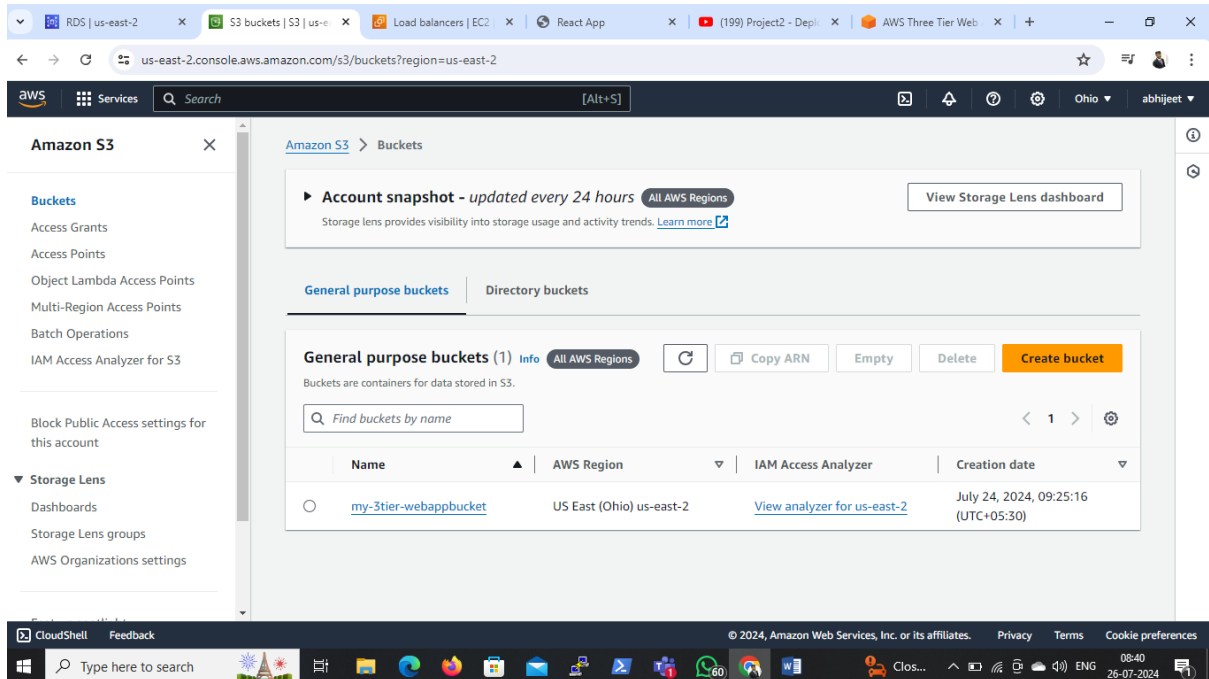 RDS | us-east-2
S3 buckets | S3 | us-e
Load balancers | EC2
React App
(199) Project2 - Depl
AWS Three Tier Web
us-east-2.console.aws.amazon.com/s3/buckets?region=us-east-2
aws
Services
Search
[Alt+S]
Ohio ▼
abhijeet ▼
Amazon S3
Buckets
Access Grants
Access Points
Object Lambda Access Points
Multi-Region Access Points
Batch Operations
IAM Access Analyzer for S3
Block Public Access settings for
this account
Storage Lens
Dashboards
Storage Lens groups
AWS Organizations settings
Amazon S3 > Buckets
Account snapshot - updated every 24 hours All AWS Regions
Storage lens provides visibility into storage usage and activity trends. Learn more
View Storage Lens dashboard
General purpose buckets
Directory buckets
General purpose buckets (1) Info All AWS Regions
Copy ARN
Empty
Delete
Create bucket
Buckets are containers for data stored in S3.
Find buckets by name
1
Name
AWS Region
IAM Access Analyzer
Creation date
my-3tier-webappbucket
US East (Ohio) us-east-2
View analyzer for us-east-2
July 24, 2024, 09:25:16
(UTC+05:30)
CloudShell
Feedback
© 2024, Amazon Web Services, Inc. or its affiliates.
Privacy
Terms
Cookie preferences
Type here to search
60
Clos...
ENG
08:40
26-07-2024